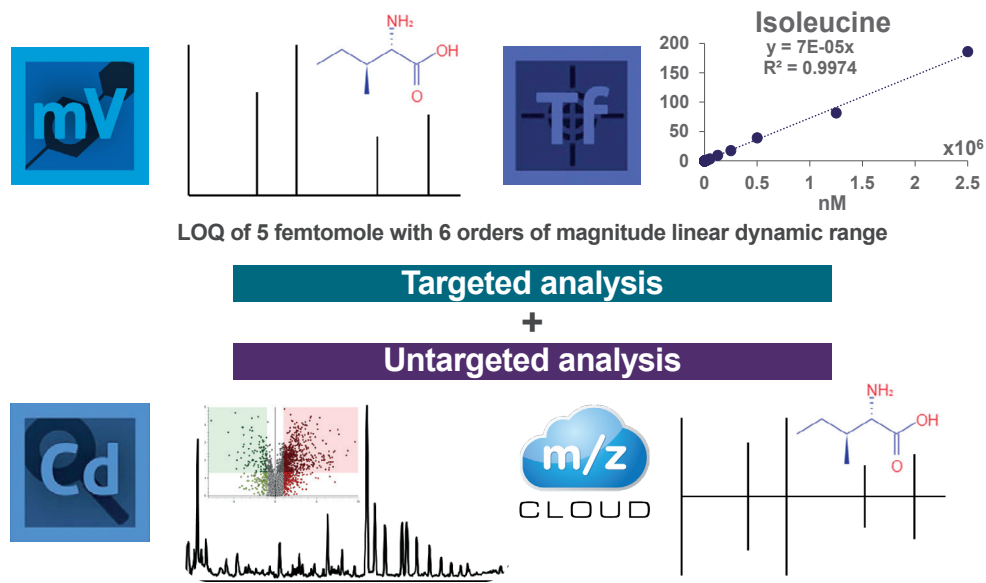 mV
NH₂
OH
O
Tf
Isoleucine
y = 7E-05x
R² = 0.9974
200
150
100
50
0
x10⁶
0 0.5 1 1.5 2 2.5
nM
LOQ of 5 femtomole with 6 orders of magnitude linear dynamic range
Targeted analysis
+
Untargeted analysis
Cd
m/z
CLOUD
NH₂
OH
O